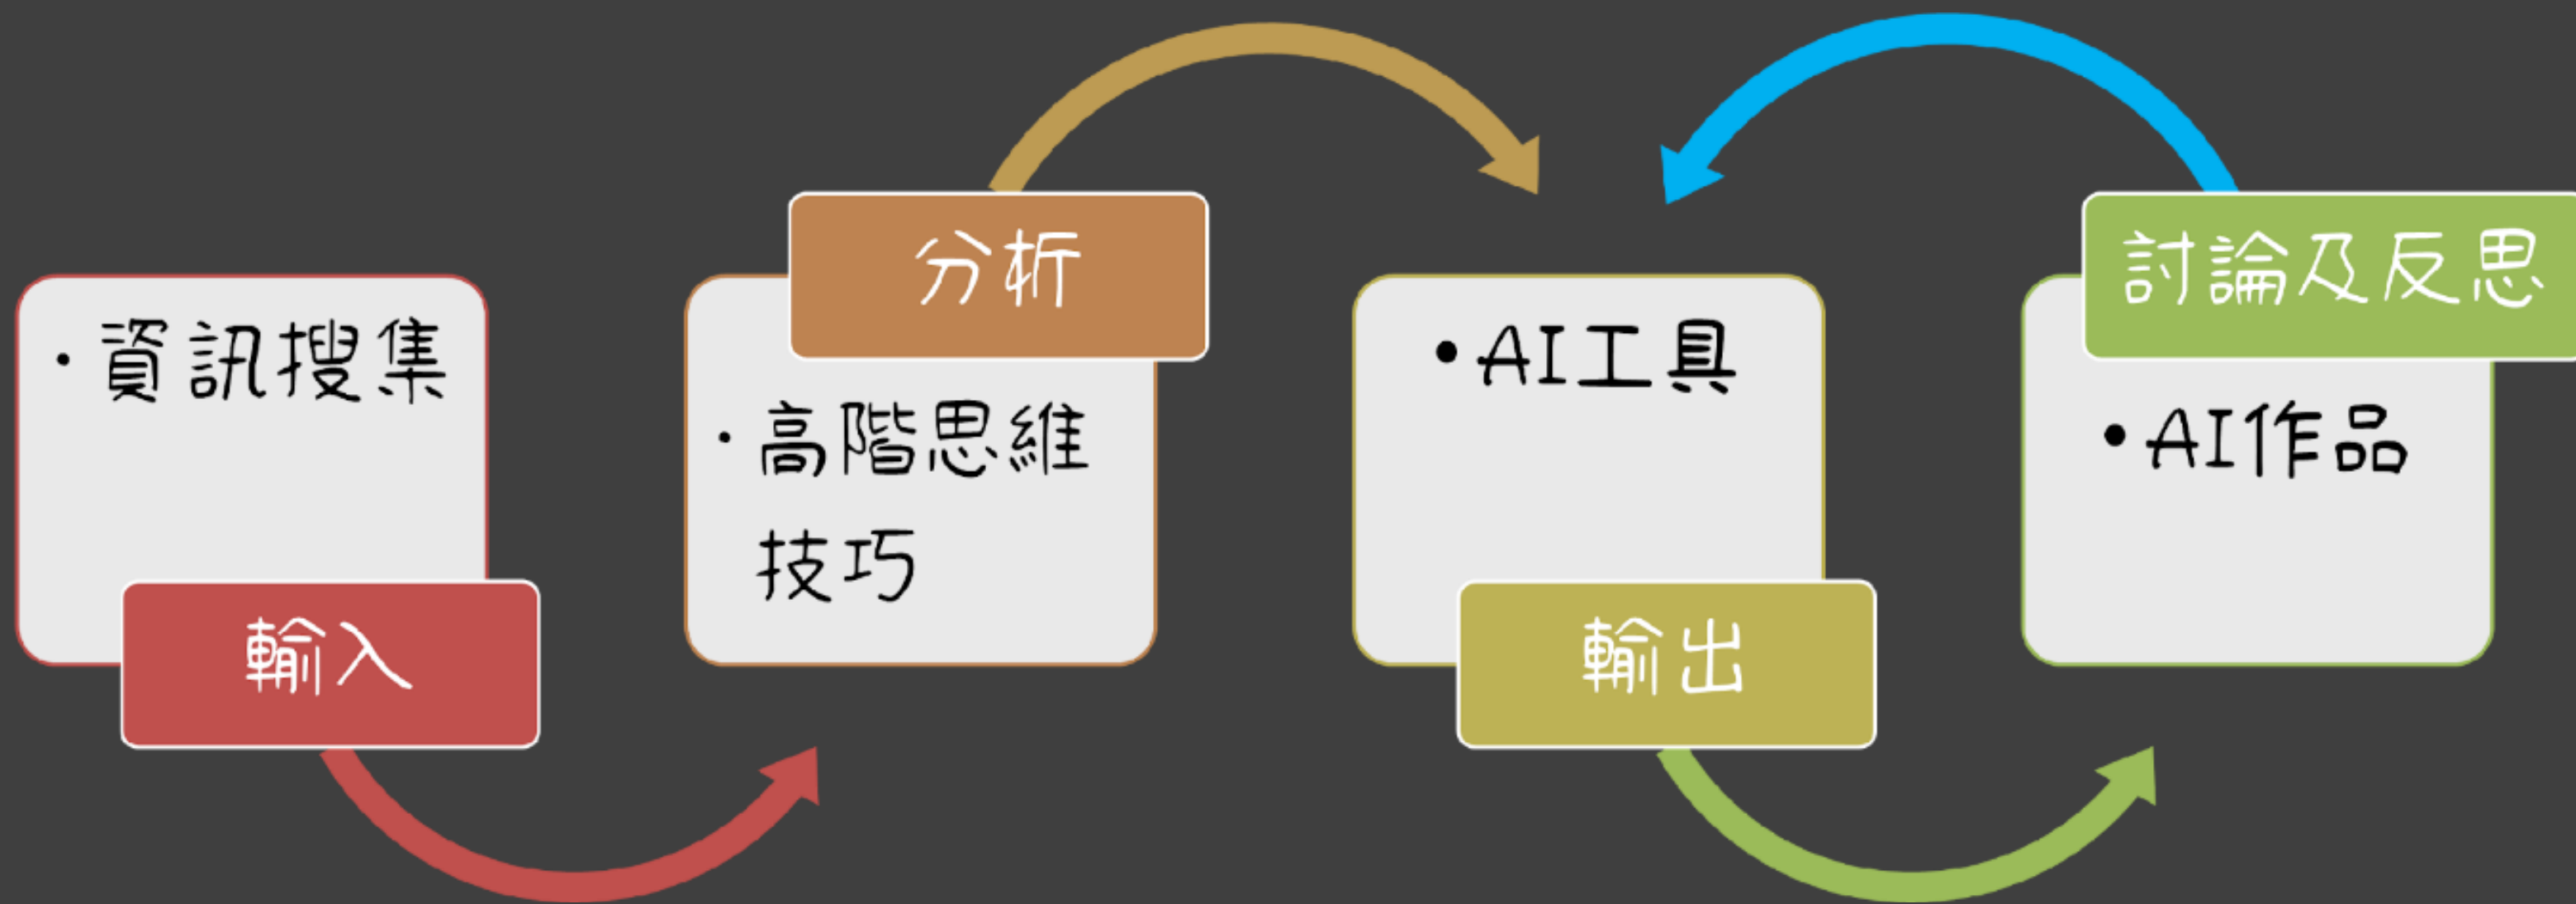 • 資訊搜集
輸入
分析
• 高階思維
技巧
• AI工具
輸出
討論及反思
• AI作品